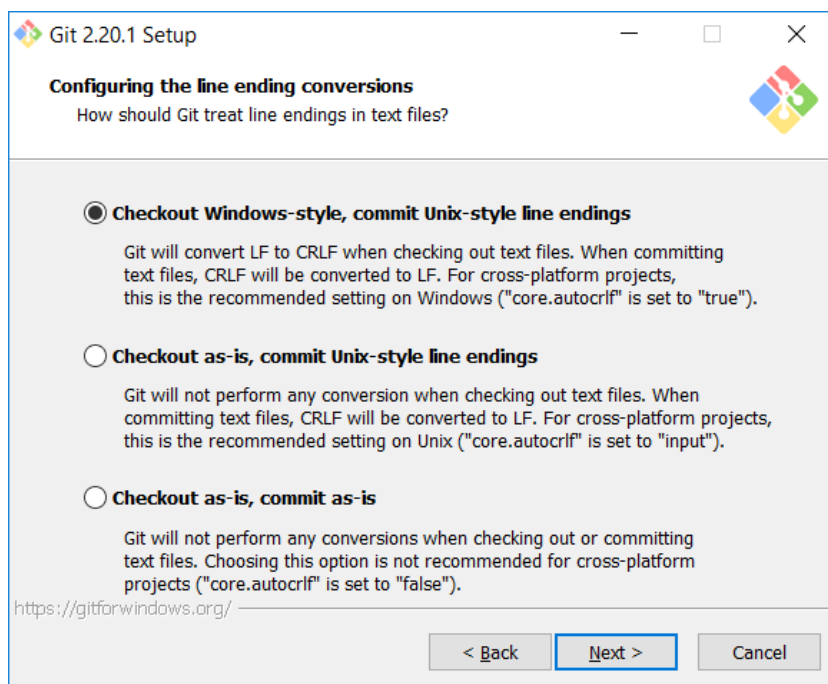 Git 2.20.1 Setup
Configuring the line ending conversions
How should Git treat line endings in text files?
Checkout Windows-style, commit Unix-style line endings
Git will convert LF to CRLF when checking out text files. When committing
text files, CRLF will be converted to LF. For cross-platform projects,
this is the recommended setting on Windows ("core.autocrlf" is set to "true").
Checkout as-is, commit Unix-style line endings
Git will not perform any conversion when checking out text files. When
committing text files, CRLF will be converted to LF. For cross-platform projects,
this is the recommended setting on Unix ("core.autocrlf" is set to "input").
Checkout as-is, commit as-is
Git will not perform any conversions when checking out or committing
text files. Choosing this option is not recommended for cross-platform
projects ("core.autocrlf" is set to "false").
https://gitforwindows.org/
< Back Next > Cancel